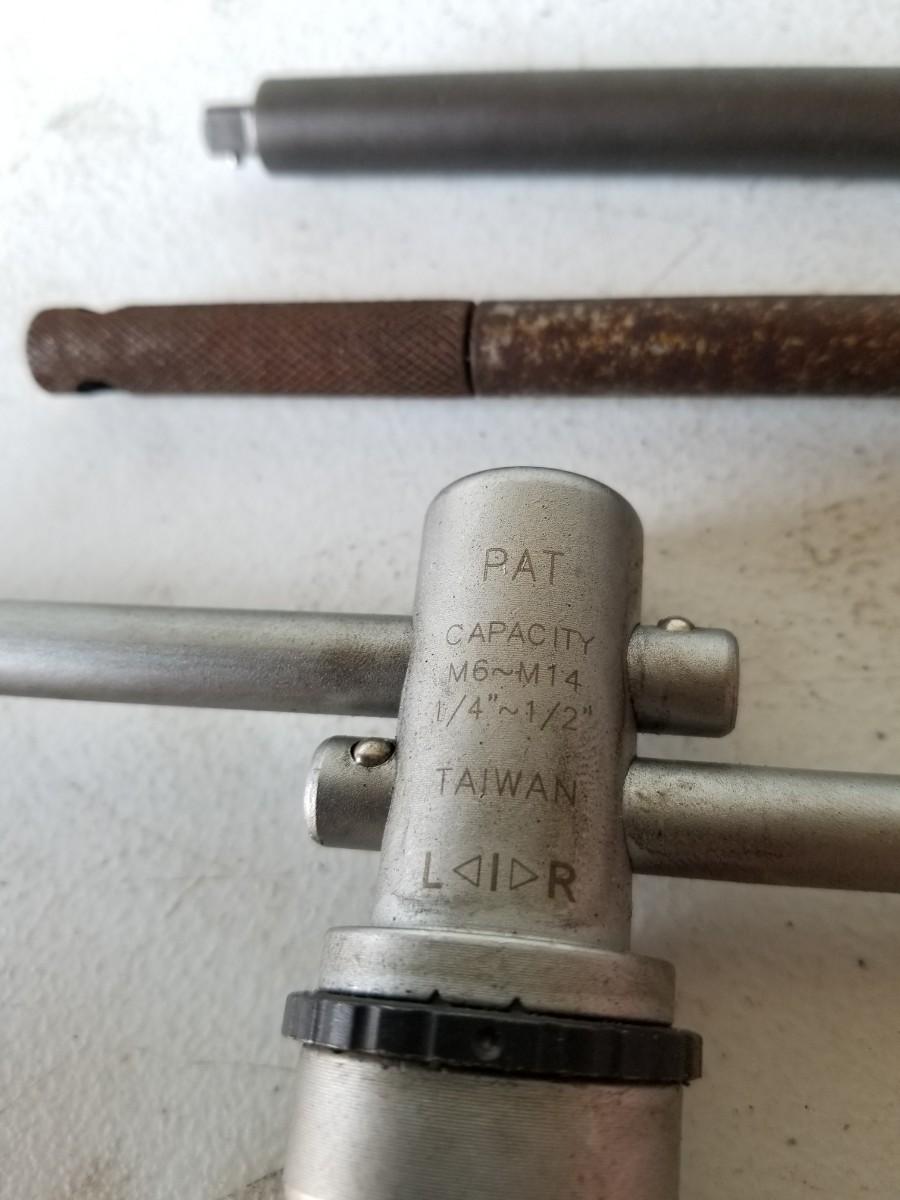 PAT
CAPACITY
M6~M14
1/4"~1/2"
TAIWAN
L ◁|▷ R